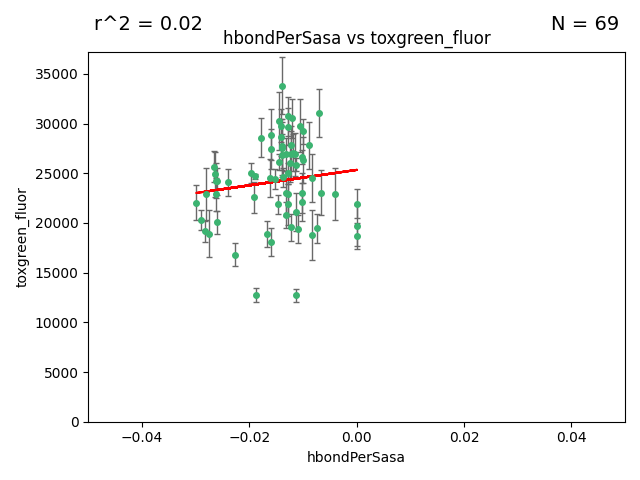 r^2 = 0.02
N = 69
hbondPerSasa vs toxgreen_fluor
35000
30000
25000
20000
15000
10000
5000
0
toxgreen_fluor
−0.04
−0.02
0.00
0.02
0.04
hbondPerSasa